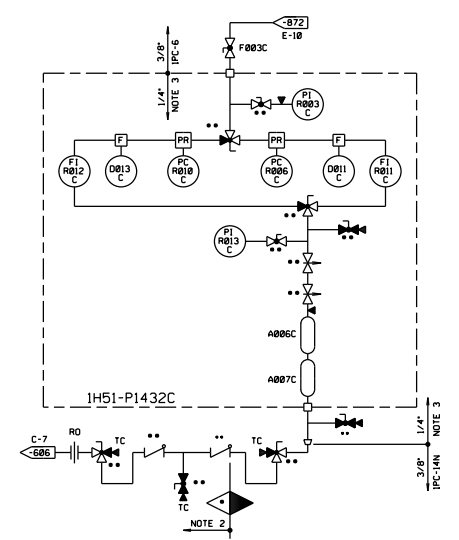 -872
E-10
F003C
3/8" 1PC-6
1/4" NOTE 3
PI
R003
C
F
PR
PR
F
FI
R012
C
D013
C
PC
R010
C
PC
R006
C
D011
C
FI
R011
C
PI
R013
C
A006C
A007C
1H51-P1432C
1/4" NOTE 3
3/8" 1PC-14N
C-7
-606
RO
TC
TC
TC
NOTE 2